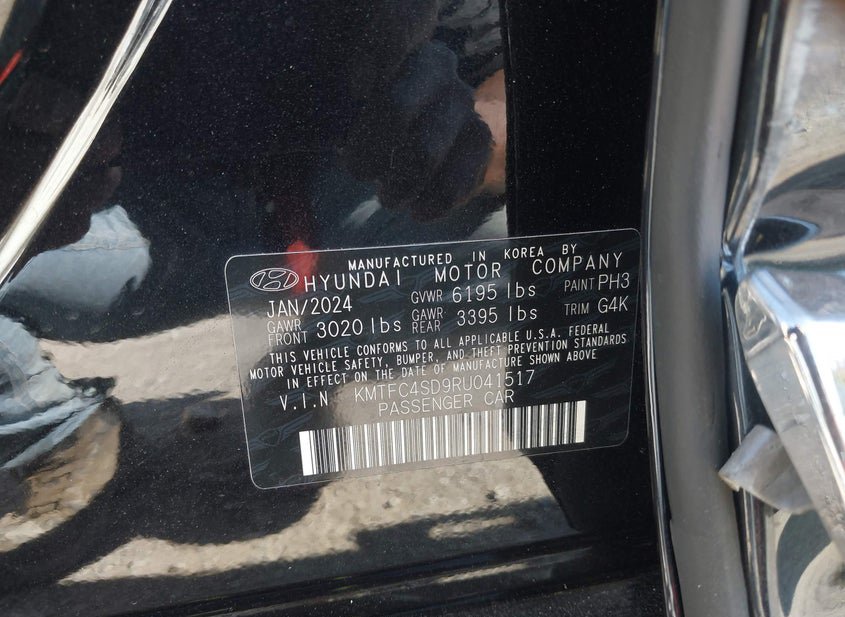 MANUFACTURED IN KOREA BY
HYUNDAI MOTOR COMPANY
JAN/2024 GVWR 6195 lbs PAINT PH3
GAWR FRONT 3020 lbs GAWR REAR 3395 lbs TRIM G4K
THIS VEHICLE CONFORMS TO ALL APPLICABLE U.S.A. FEDERAL
MOTOR VEHICLE SAFETY, BUMPER, AND THEFT PREVENTION STANDARDS
IN EFFECT ON THE DATE OF MANUFACTURE SHOWN ABOVE
V.I.N KMTFC4SD9RU041517
PASSENGER CAR